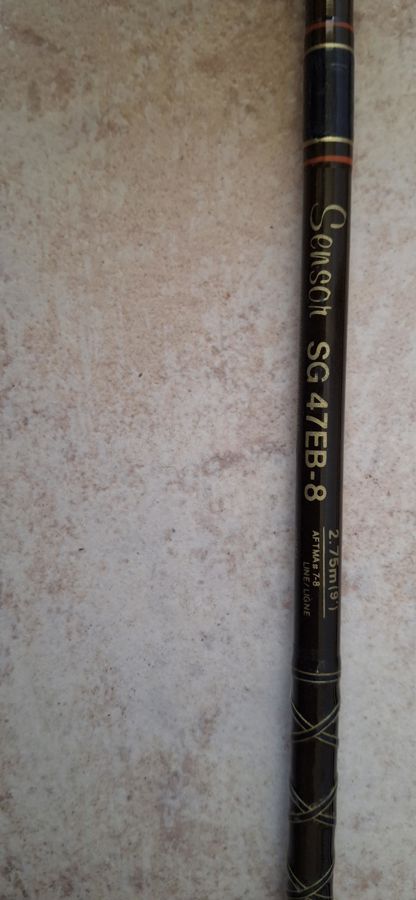 Sensor SG 47EB-8
2.75m(9')
AFTMA# 7-8
LINE/LIGNE